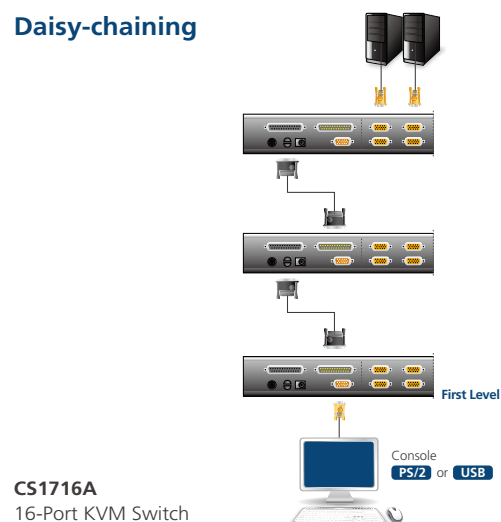 Daisy-chaining
First Level
Console
PS/2 or USB
CS1716A
16-Port KVM Switch